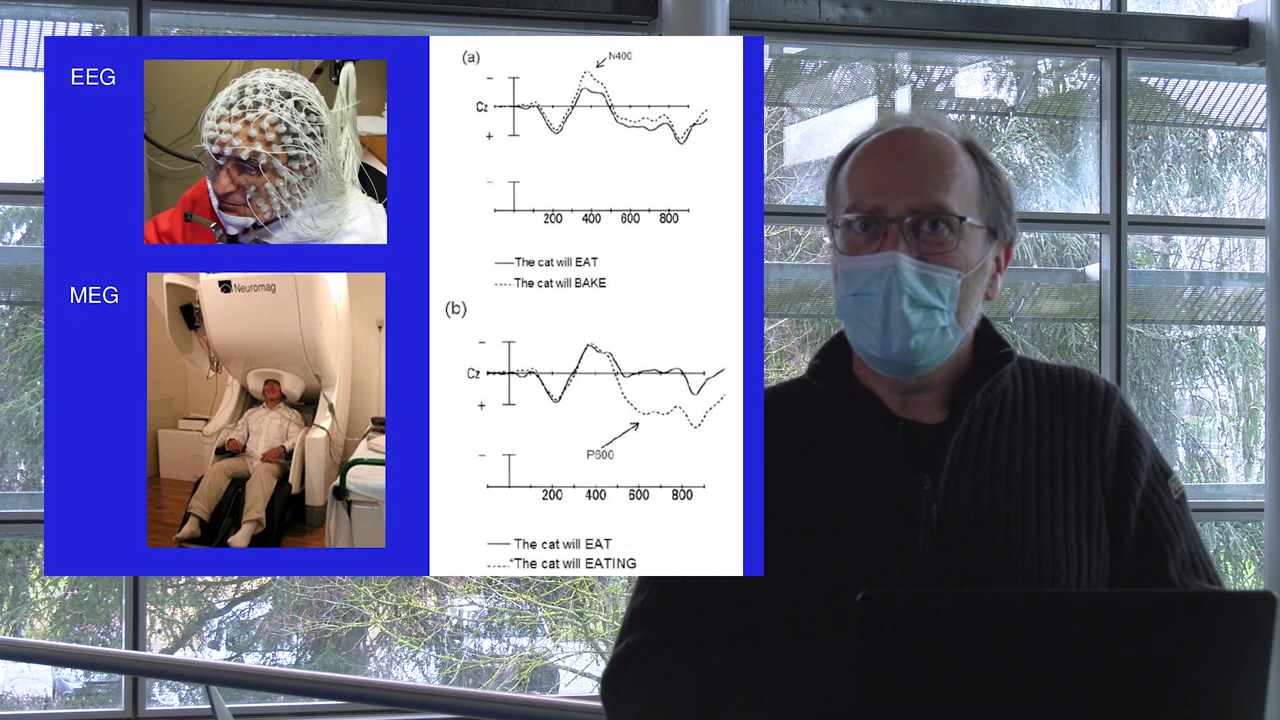 EEG
MEG
Neuromag
(a)
N400
−
Cz
+
−
200 400 600 800
The cat will EAT
The cat will BAKE
(b)
−
Cz
+
P600
−
200 400 600 800
The cat will EAT
*The cat will EATING